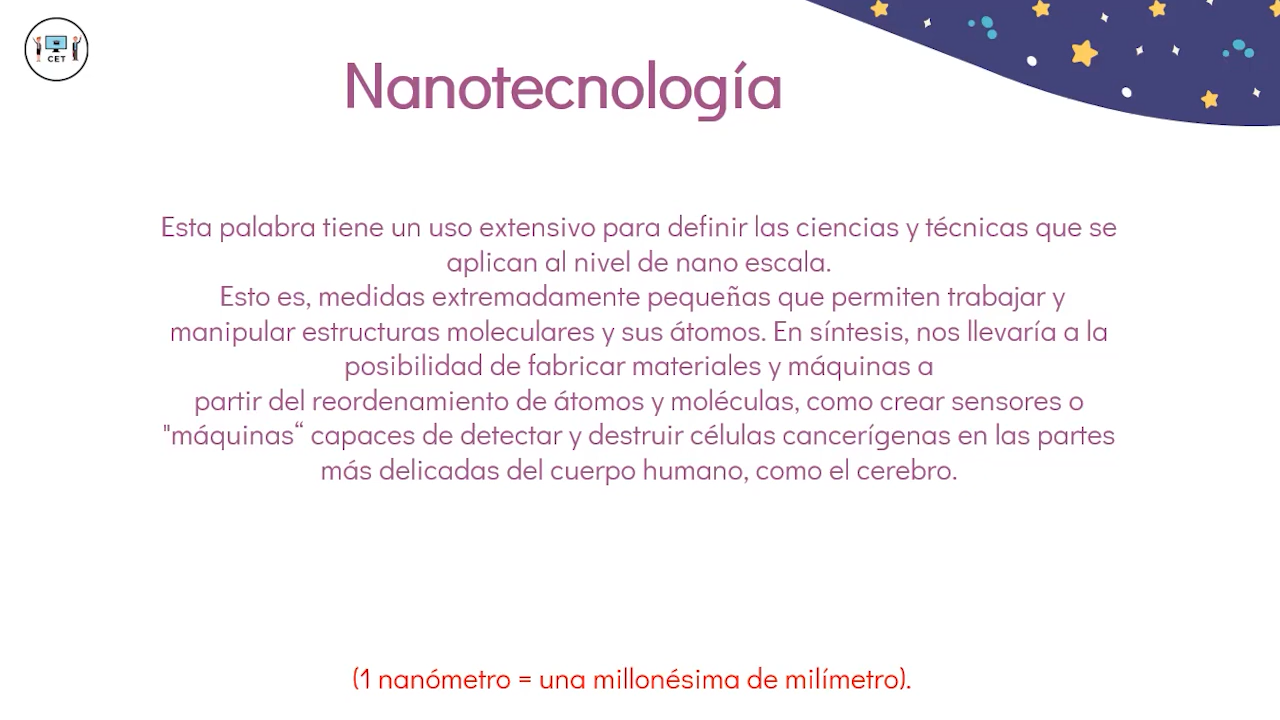 CET
Nanotecnología
Esta palabra tiene un uso extensivo para definir las ciencias y técnicas que se
aplican al nivel de nano escala.
Esto es, medidas extremadamente pequeñas que permiten trabajar y
manipular estructuras moleculares y sus átomos. En síntesis, nos llevaría a la
posibilidad de fabricar materiales y máquinas a
partir del reordenamiento de átomos y moléculas, como crear sensores o
"máquinas“ capaces de detectar y destruir células cancerígenas en las partes
más delicadas del cuerpo humano, como el cerebro.
(1 nanómetro = una millonésima de milímetro).